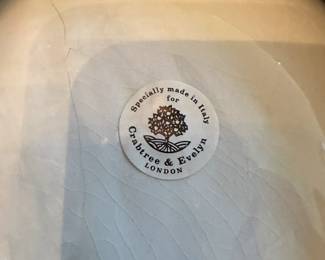 Specially made in Italy
for
Crabtree & Evelyn
LONDON